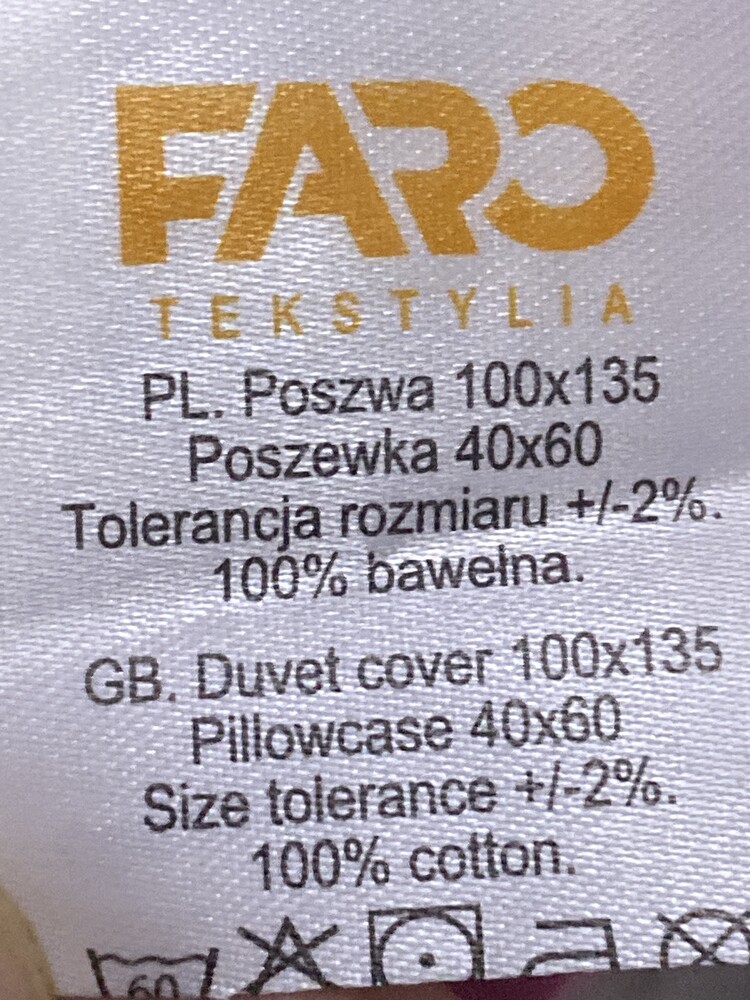 FARO
TEKSTYLIA
PL. Poszwa 100x135
Poszewka 40x60
Tolerancja rozmiaru +/-2%.
100% bawełna.
GB. Duvet cover 100x135
Pillowcase 40x60
Size tolerance +/-2%.
100% cotton.
60